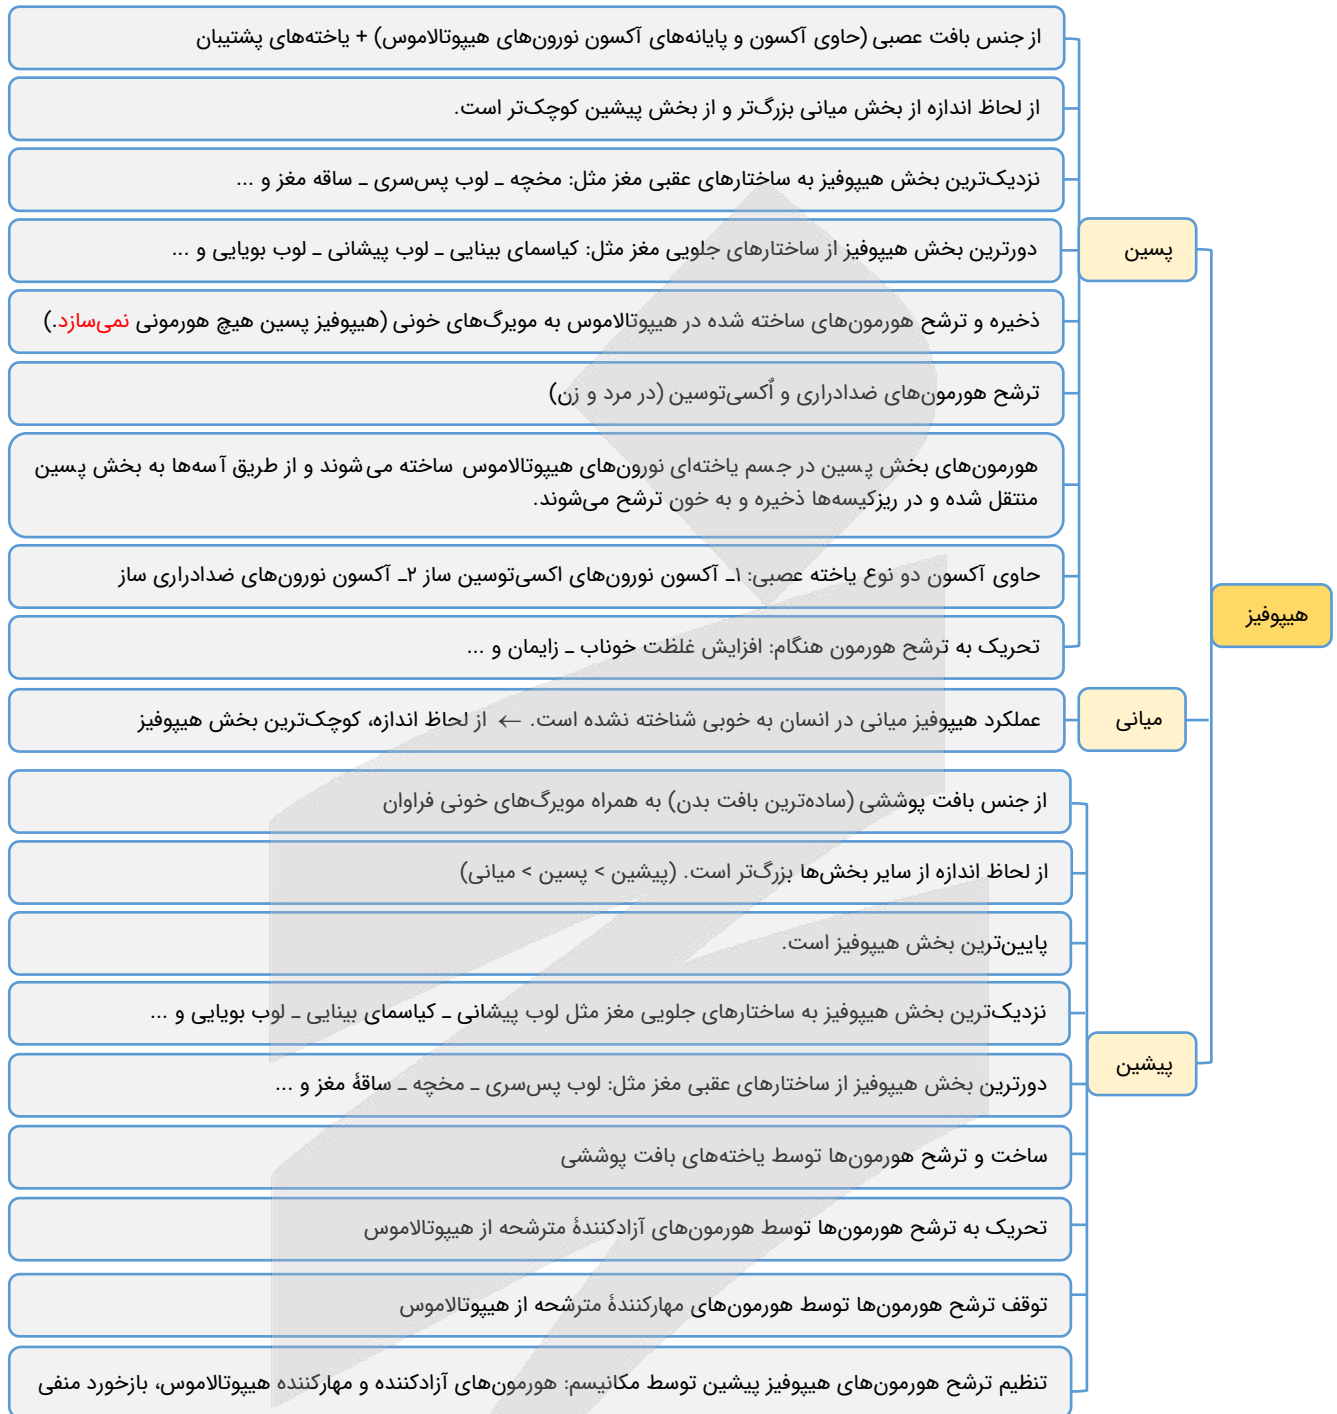 هیپوفیز
پسین
از جنس بافت عصبی (حاوی آکسون و پایانه‌های آکسون نورون‌های هیپوتالاموس) + یاخته‌های پشتیبان
از لحاظ اندازه از بخش میانی بزرگ‌تر و از بخش پیشین کوچک‌تر است.
نزدیک‌ترین بخش هیپوفیز به ساختارهای عقبی مغز مثل: مخچه ـ لوب پس‌سری ـ ساقه مغز و ...
دورترین بخش هیپوفیز از ساختارهای جلویی مغز مثل: کیاسمای بینایی ـ لوب پیشانی ـ لوب بویایی و ...
ذخیره و ترشح هورمون‌های ساخته شده در هیپوتالاموس به مویرگ‌های خونی (هیپوفیز پسین هیچ هورمونی نمی‌سازد.)
ترشح هورمون‌های ضدادراری و اُکسی‌توسین (در مرد و زن)
هورمون‌های بخش پسین در جسم یاخته‌ای نورون‌های هیپوتالاموس ساخته می‌شوند و از طریق آسه‌ها به بخش پسین
منتقل شده و در ریزکیسه‌ها ذخیره و به خون ترشح می‌شوند.
حاوی آکسون دو نوع یاخته عصبی: ۱ـ آکسون نورون‌های اکسی‌توسین ساز ۲ـ آکسون نورون‌های ضدادراری ساز
تحریک به ترشح هورمون هنگام: افزایش غلظت خوناب ـ زایمان و ...
میانی
عملکرد هیپوفیز میانی در انسان به خوبی شناخته نشده است. ← از لحاظ اندازه، کوچک‌ترین بخش هیپوفیز
پیشین
از جنس بافت پوششی (ساده‌ترین بافت بدن) به همراه مویرگ‌های خونی فراوان
از لحاظ اندازه از سایر بخش‌ها بزرگ‌تر است. (پیشین > پسین > میانی)
پایین‌ترین بخش هیپوفیز است.
نزدیک‌ترین بخش هیپوفیز به ساختارهای جلویی مغز مثل لوب پیشانی ـ کیاسمای بینایی ـ لوب بویایی و ...
دورترین بخش هیپوفیز از ساختارهای عقبی مغز مثل: لوب پس‌سری ـ مخچه ـ ساقهٔ مغز و ...
ساخت و ترشح هورمون‌ها توسط یاخته‌های بافت پوششی
تحریک به ترشح هورمون‌ها توسط هورمون‌های آزادکنندهٔ مترشحه از هیپوتالاموس
توقف ترشح هورمون‌ها توسط هورمون‌های مهارکنندهٔ مترشحه از هیپوتالاموس
تنظیم ترشح هورمون‌های هیپوفیز پیشین توسط مکانیسم: هورمون‌های آزادکننده و مهارکننده هیپوتالاموس، بازخورد منفی